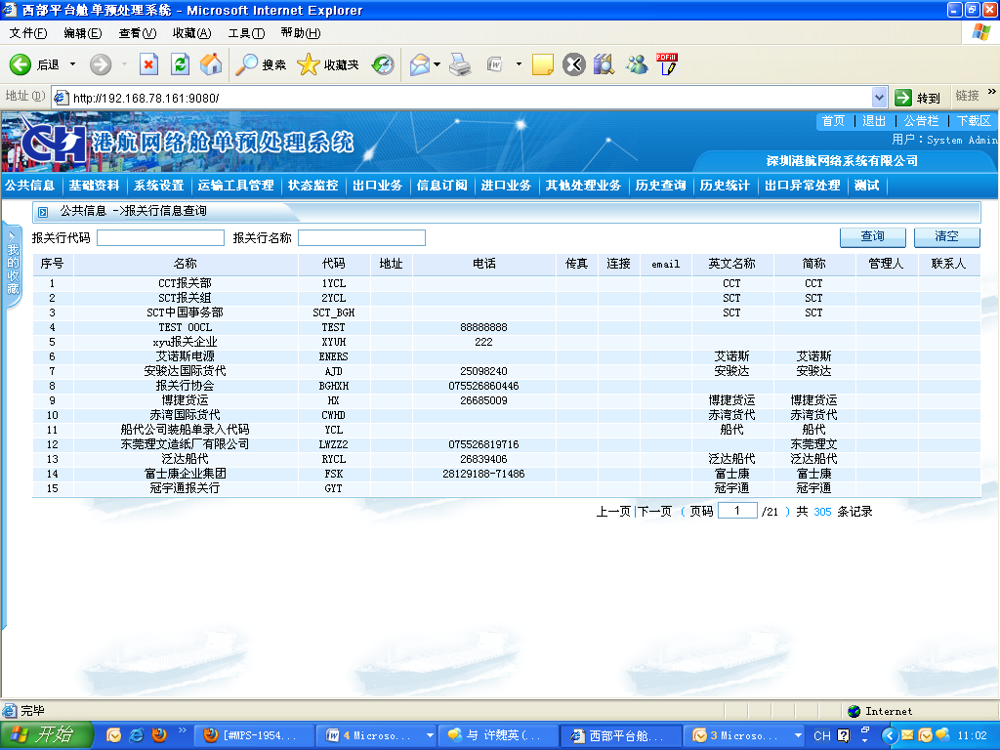 西部平台舱单预处理系统 - Microsoft Internet Explorer
文件(F) 编辑(E) 查看(V) 收藏(A) 工具(T) 帮助(H)
后退 搜索 收藏夹
地址(D) http://192.168.78.161:9080/ 转到 链接 »
首页 | 退出 | 公告栏 | 下载区
CH 港航网络舱单预处理系统
用户：System Admin
深圳港航网络系统有限公司
公共信息 基础资料 系统设置 运输工具管理 状态监控 出口业务 信息订阅 进口业务 其他处理业务 历史查询 历史统计 出口异常处理 测试
公共信息 ->报关行信息查询
我的收藏
报关行代码 报关行名称 查询 清空
序号 名称 代码 地址 电话 传真 连接 email 英文名称 简称 管理人 联系人
1 CCT报关部 1YCL CCT CCT
2 SCT报关组 2YCL SCT SCT
3 SCT中国事务部 SCT_BGH SCT SCT
4 TEST OOCL TEST 88888888
5 xyu报关企业 XYUH 222
6 艾诺斯电源 ENERS 艾诺斯 艾诺斯
7 安骏达国际货代 AJD 25098240 安骏达 安骏达
8 报关行协会 BGHXH 075526860446
9 博捷货运 HX 26685009 博捷货运 博捷货运
10 赤湾国际货代 CWHD 赤湾货代 赤湾货代
11 船代公司装船单录入代码 YCL 船代 船代
12 东莞理文造纸厂有限公司 LWZZ2 075526819716 东莞理文
13 泛达船代 RYCL 26839406 泛达船代 泛达船代
14 富士康企业集团 FSK 28129188-71486 富士康 富士康
15 冠宇通报关行 GYT 冠宇通 冠宇通
上一页|下一页 ( 页码 1 /21 ) 共 305 条记录
完毕 Internet
开始 » [#MPS-1954... 4 Microso... 与 许魏英(... 西部平台舱... 3 Microso... CH 11:02